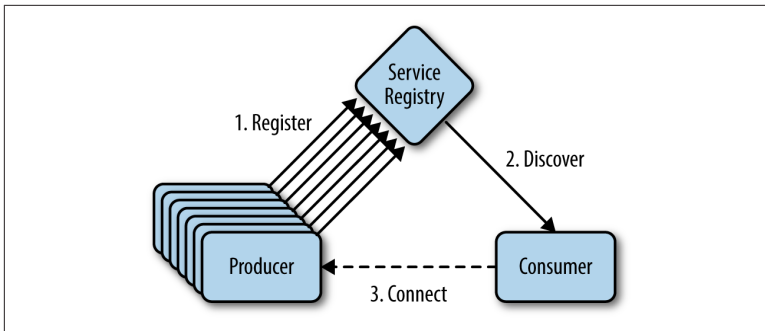 Service
Registry
1. Register
2. Discover
Producer
Consumer
3. Connect